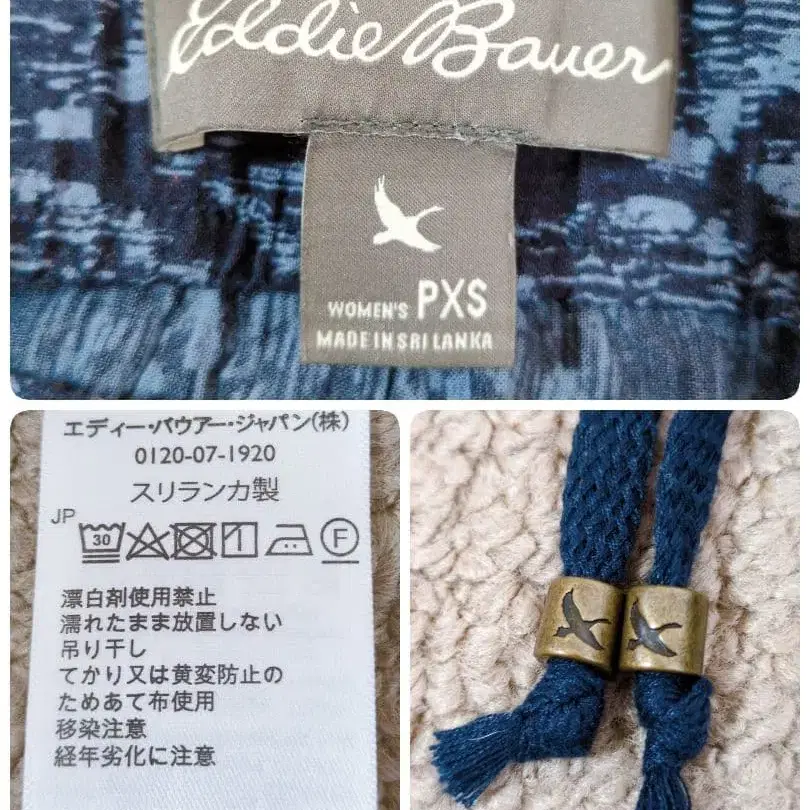 Eddie Bauer
WOMEN'S PXS
MADE IN SRI LANKA
エディー・バウアー・ジャパン(株)
0120-07-1920
スリランカ製
JP
30
F
漂白剤使用禁止
濡れたまま放置しない
吊り干し
てかり又は黄変防止の
ためあて布使用
移染注意
経年劣化に注意